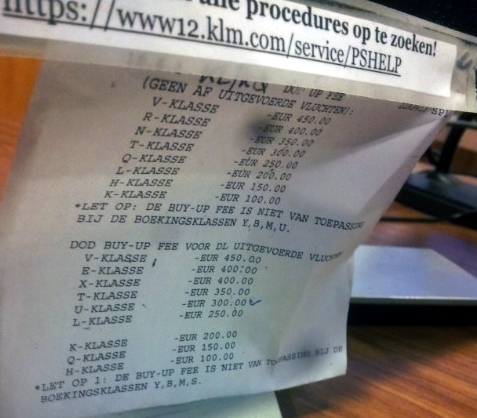 alle procedures op te zoeken!
https://www12.klm.com/service/PSHELP
KL/KQ DOD UP FEE
(GEEN AF UITGEVOERDE VLUCHTEN):
V-KLASSE -EUR 450.00
R-KLASSE -EUR 400.00
N-KLASSE -EUR 350.00
T-KLASSE -EUR 300.00
Q-KLASSE -EUR 250.00
L-KLASSE -EUR 200.00
H-KLASSE -EUR 150.00
K-KLASSE -EUR 100.00
*LET OP: DE BUY-UP FEE IS NIET VAN TOEPASSING
BIJ DE BOEKINGSKLASSEN Y,B,M,U.
DOD BUY-UP FEE VOOR DL UITGEVOERDE
V-KLASSE -EUR 450.00
E-KLASSE -EUR 400.00
X-KLASSE -EUR 400.00
T-KLASSE -EUR 350.00
U-KLASSE -EUR 300.00
L-KLASSE -EUR 250.00
K-KLASSE -EUR 200.00
Q-KLASSE -EUR 150.00
H-KLASSE -EUR 100.00
*LET OP 1: DE BUY-UP FEE IS NIET VAN TOEPASSING BIJ DE
BOEKINGSKLASSEN Y,B,M,S.